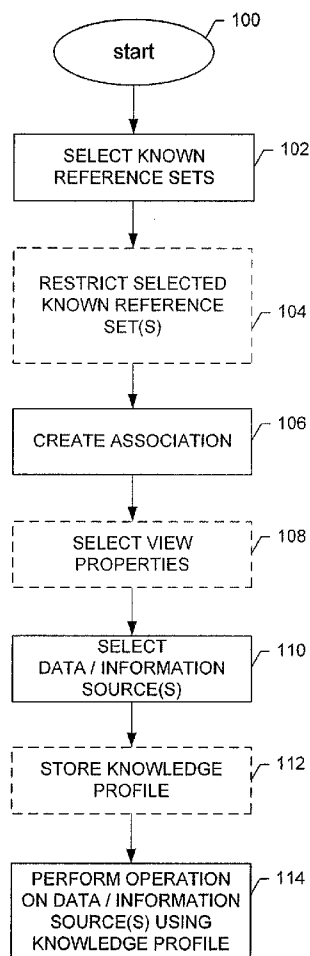 100
start
SELECT KNOWN
REFERENCE SETS
102
RESTRICT SELECTED
KNOWN REFERENCE
SET(S)
104
CREATE ASSOCIATION
106
SELECT VIEW
PROPERTIES
108
SELECT
DATA / INFORMATION
SOURCE(S)
110
STORE KNOWLEDGE
PROFILE
112
PERFORM OPERATION
ON DATA / INFORMATION
SOURCE(S) USING
KNOWLEDGE PROFILE
114